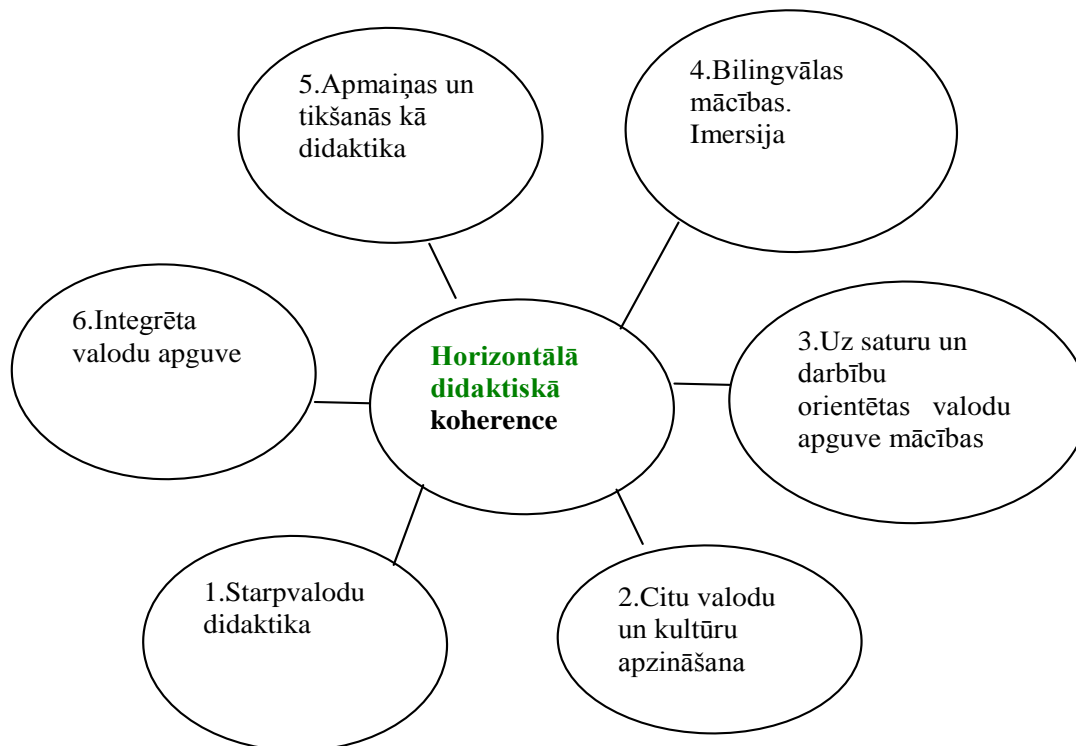 5.Apmaiņas un
tikšanās kā
didaktika
4.Bilingvālas
mācības.
Imersija
6.Integrēta
valodu apguve
Horizontālā
didaktiskā
koherence
3.Uz saturu un
darbību
orientētas valodu
apguve mācības
1.Starpvalodu
didaktika
2.Citu valodu
un kultūru
apzināšana